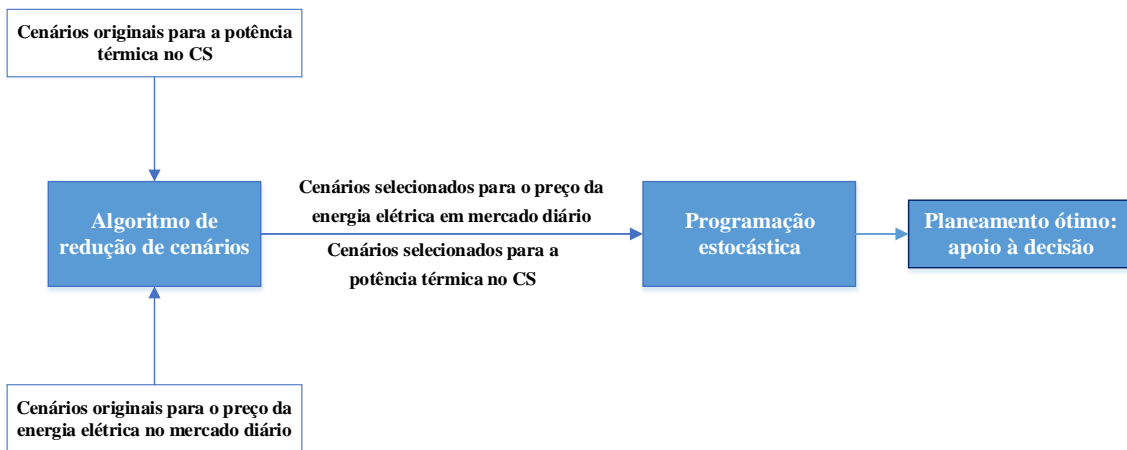 Cenários originais para a potência
térmica no CS
Algoritmo de
redução de cenários
Cenários selecionados para o preço da
energia elétrica em mercado diário
Cenários selecionados para a
potência térmica no CS
Programação
estocástica
Planeamento ótimo:
apoio à decisão
Cenários originais para o preço da
energia elétrica no mercado diário